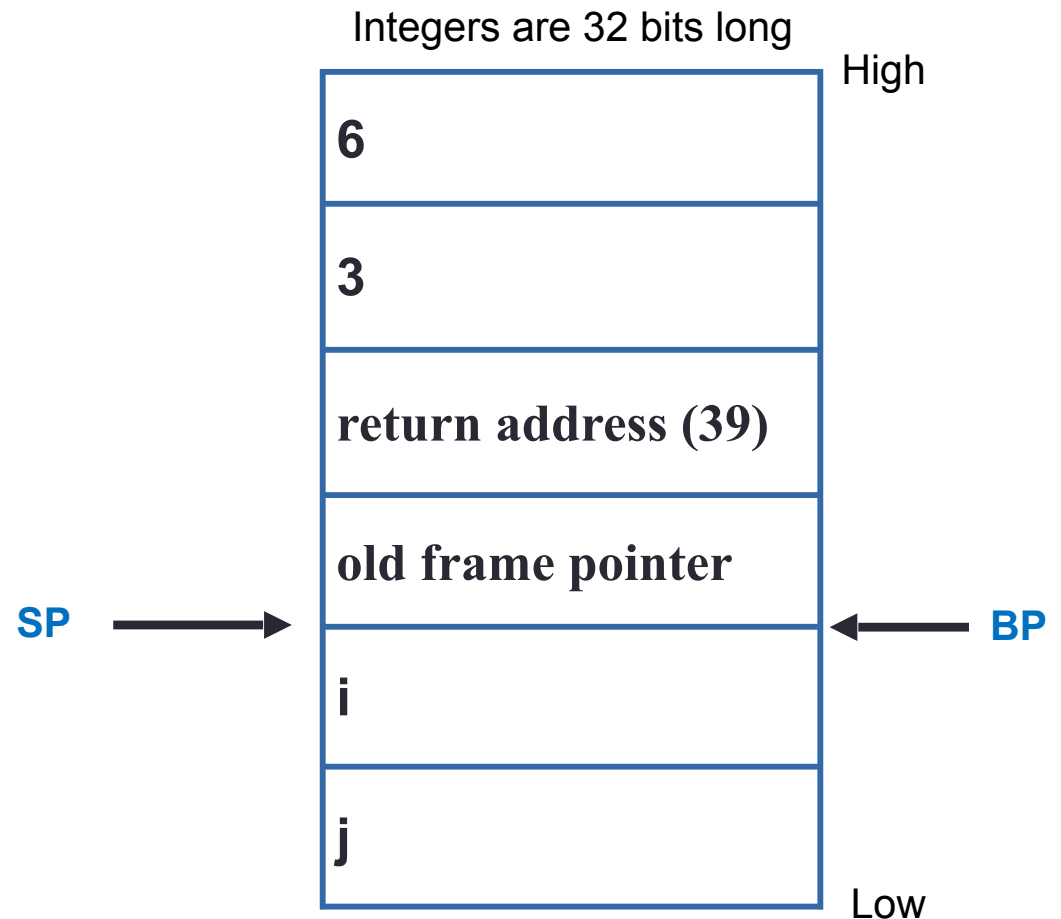 Integers are 32 bits long
High
6
3
return address (39)
old frame pointer
SP
BP
i
j
Low